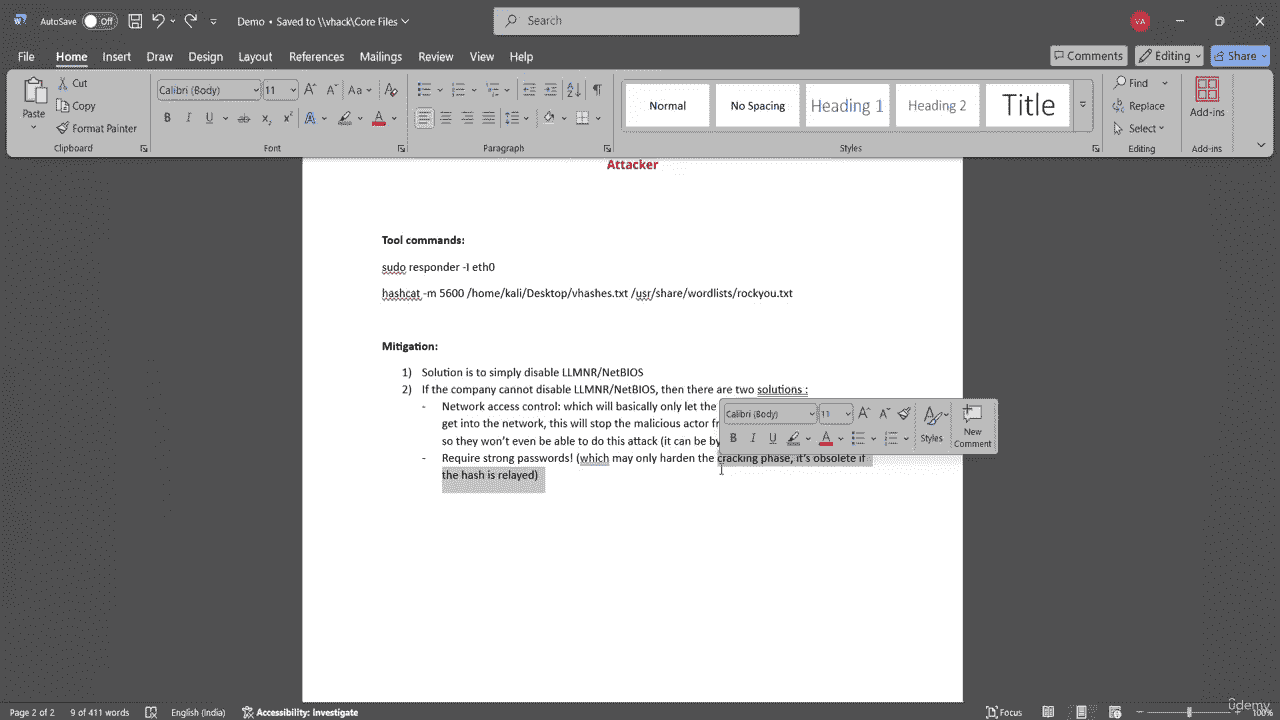 AutoSave Off Demo • Saved to \\vhack\Core Files Search VA
File Home Insert Draw Design Layout References Mailings Review View Help Comments Editing Share
Paste Cut Copy Format Painter Clipboard
Calibri (Body) 11 Aa Font
Paragraph
Normal No Spacing Heading 1 Heading 2 Title Styles
Find Replace Select Editing
Add-ins Add-ins
Attacker
Tool commands:
sudo responder -I eth0
hashcat -m 5600 /home/kali/Desktop/vhashes.txt /usr/share/wordlists/rockyou.txt
Mitigation:
1) Solution is to simply disable LLMNR/NetBIOS
2) If the company cannot disable LLMNR/NetBIOS, then there are two solutions :
- Network access control: which will basically only let the
get into the network, this will stop the malicious actor
so they won't even be able to do this attack (it can be
- Require strong passwords! (which may only harden the cracking phase, it's obsolete if
the hash is relayed)
Calibri (Body) 11
B I U A Styles New Comment
Page 2 of 2 9 of 411 words English (India) Accessibility: Investigate Focus 100%
Udemy